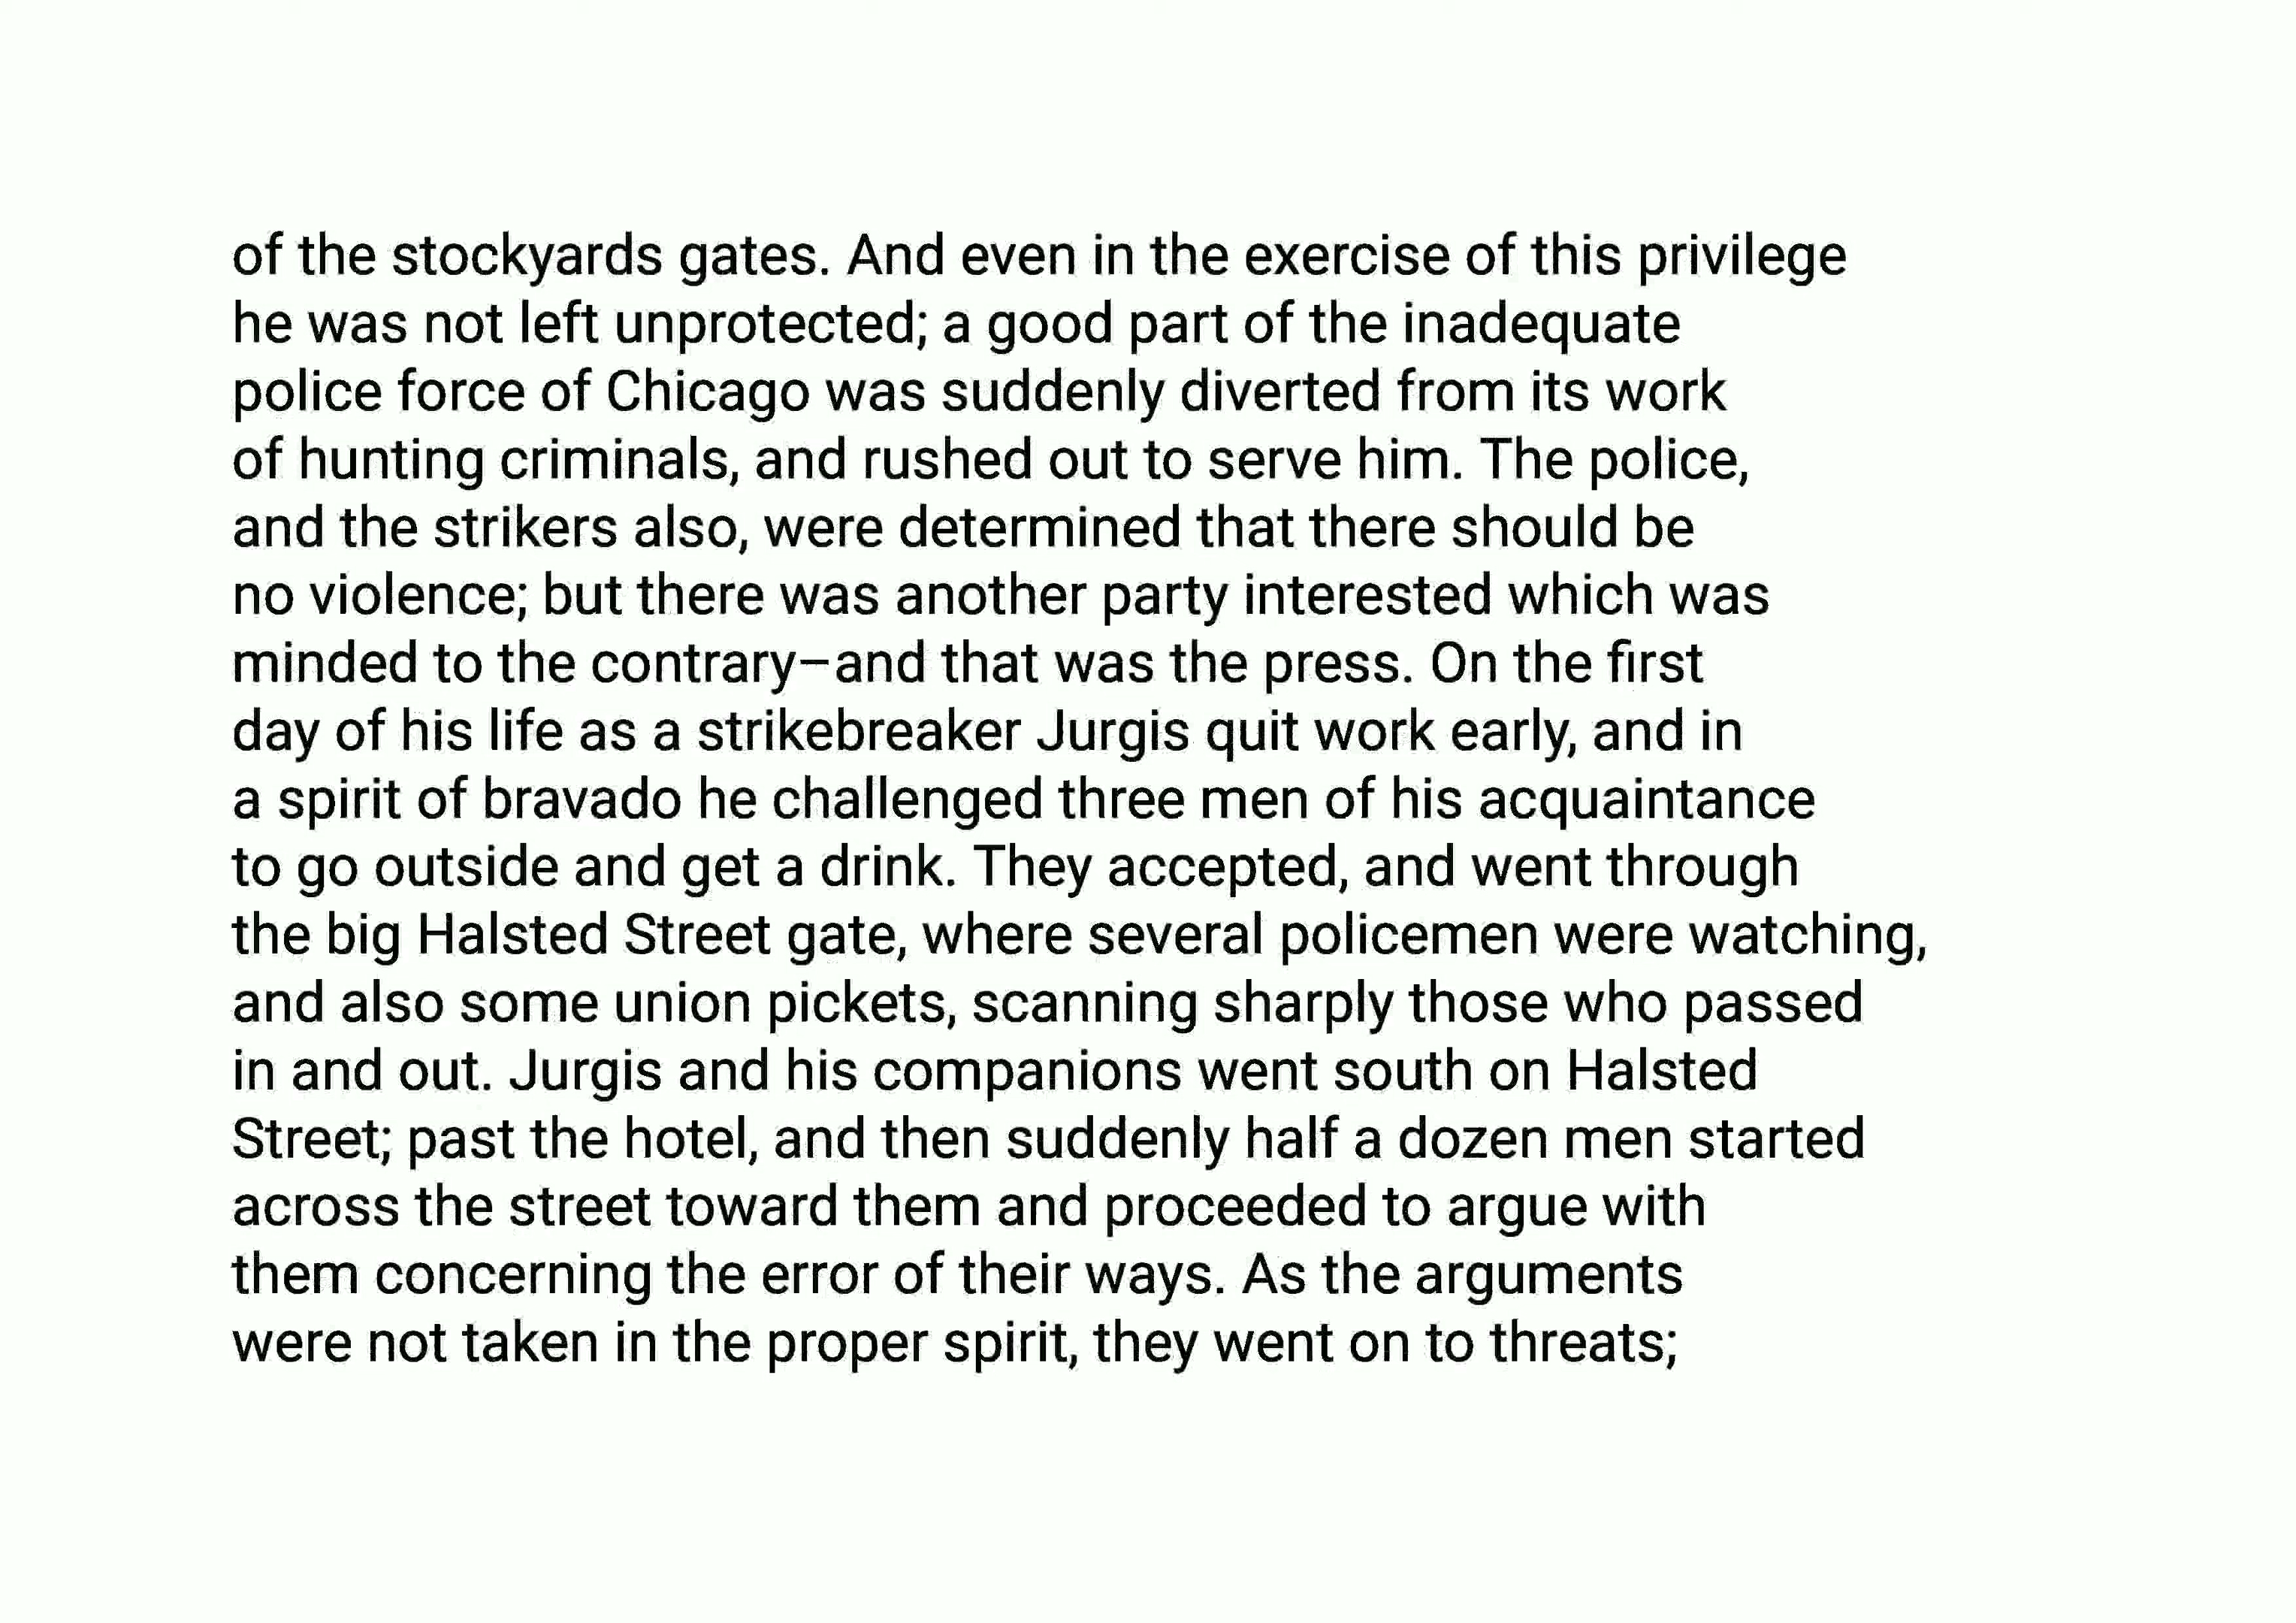 of the stockyards gates. And even in the exercise of this privilege
he was not left unprotected; a good part of the inadequate
police force of Chicago was suddenly diverted from its work
of hunting criminals, and rushed out to serve him. The police,
and the strikers also, were determined that there should be
no violence; but there was another party interested which was
minded to the contrary–and that was the press. On the first
day of his life as a strikebreaker Jurgis quit work early, and in
a spirit of bravado he challenged three men of his acquaintance
to go outside and get a drink. They accepted, and went through
the big Halsted Street gate, where several policemen were watching,
and also some union pickets, scanning sharply those who passed
in and out. Jurgis and his companions went south on Halsted
Street; past the hotel, and then suddenly half a dozen men started
across the street toward them and proceeded to argue with
them concerning the error of their ways. As the arguments
were not taken in the proper spirit, they went on to threats;